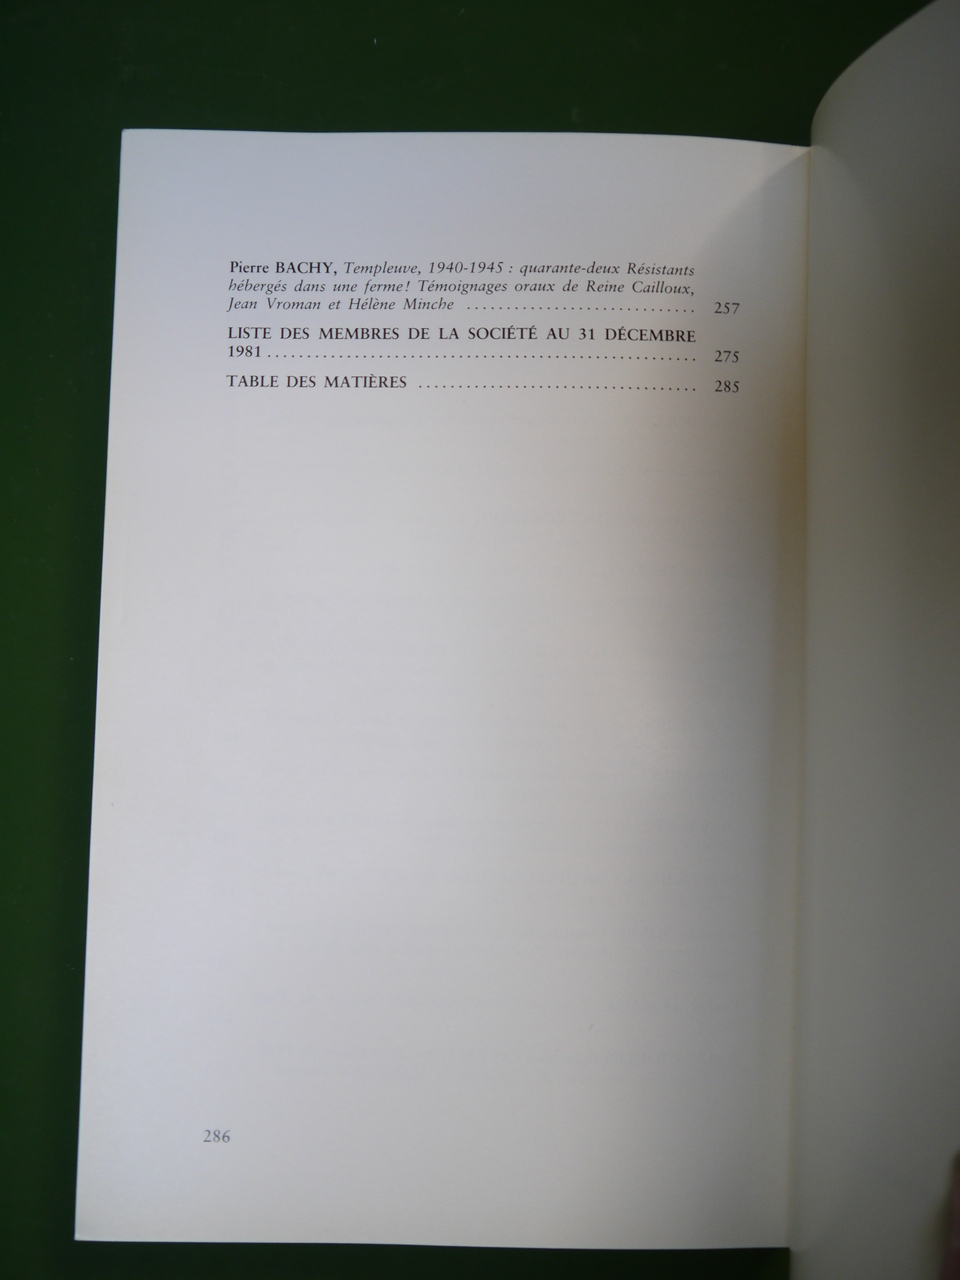 Pierre BACHY, Templeuve, 1940-1945 : quarante-deux Résistants
hébergés dans une ferme! Témoignages oraux de Reine Cailloux,
Jean Vroman et Hélène Minche ............................. 257
LISTE DES MEMBRES DE LA SOCIÉTÉ AU 31 DÉCEMBRE
1981 ...................................................... 275
TABLE DES MATIÈRES .................................... 285
286